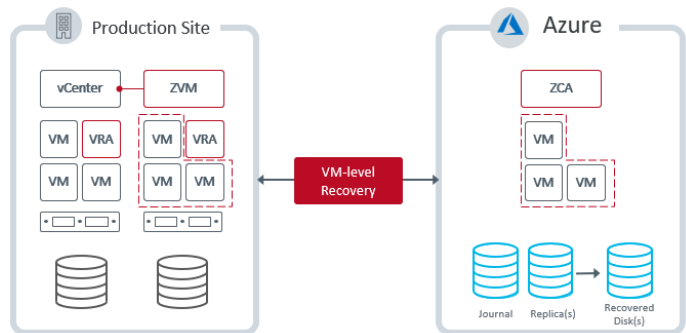 Production Site
Azure
vCenter
ZVM
ZCA
VM
VRA
VM
VRA
VM
VM
VM
VM
VM
VM
VM
VM-level
Recovery
Journal
Replica(s)
Recovered
Disk(s)